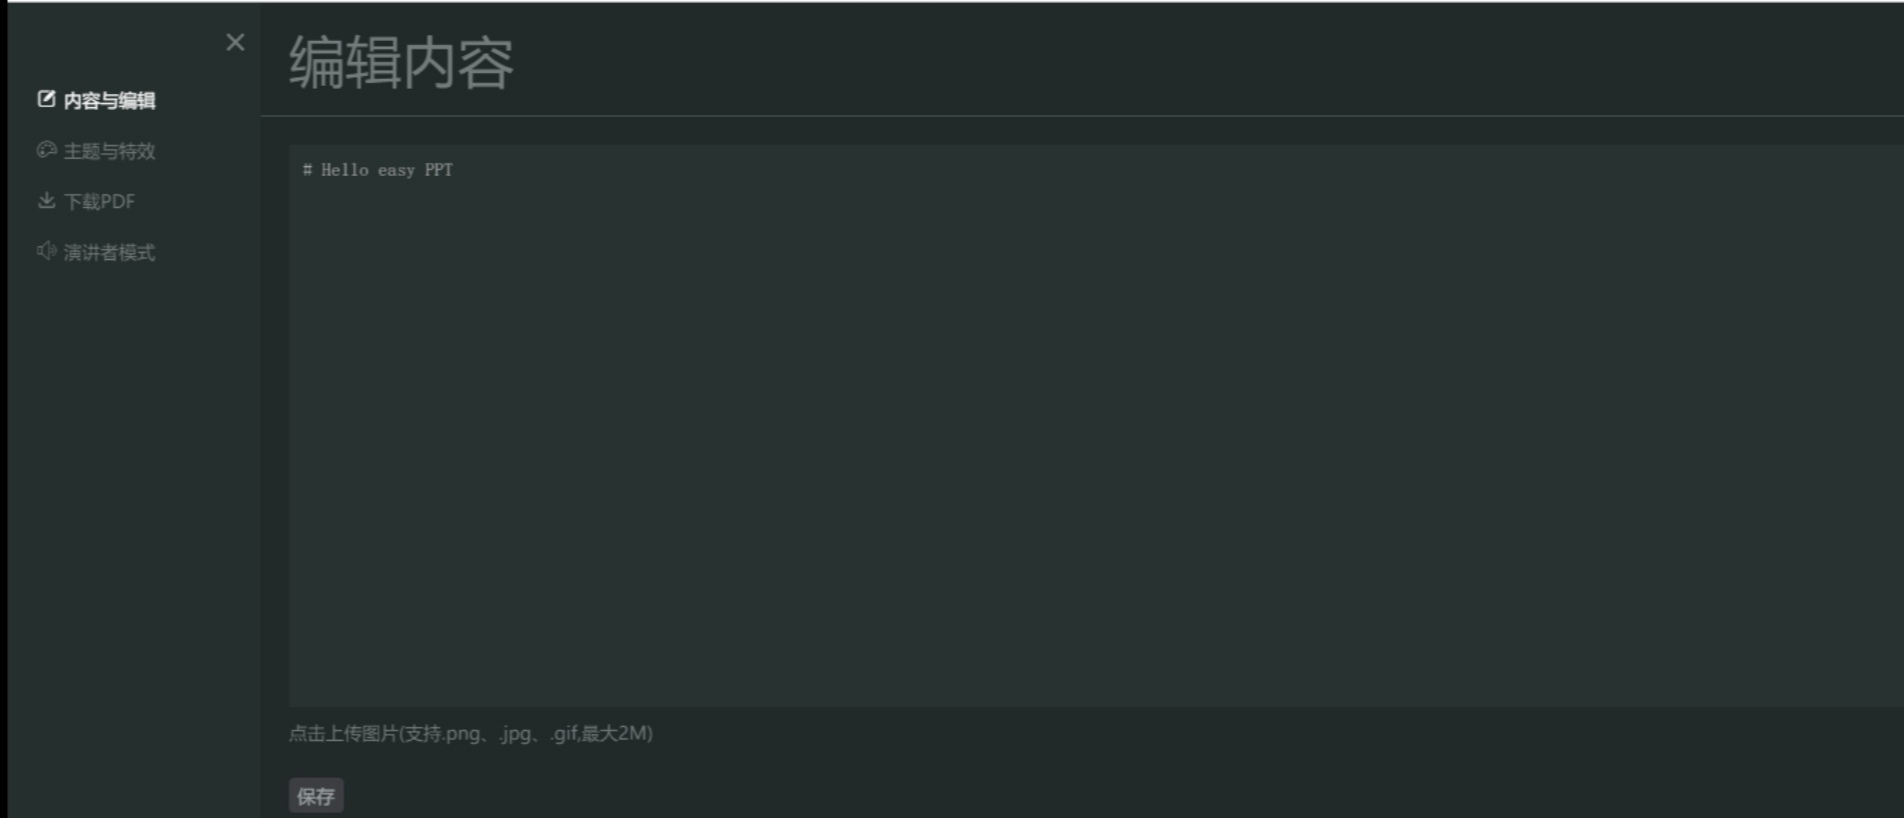 编辑内容
内容与编辑
主题与特效
下载PDF
演讲者模式
# Hello easy PPT
点击上传图片(支持.png、.jpg、.gif,最大2M)
保存